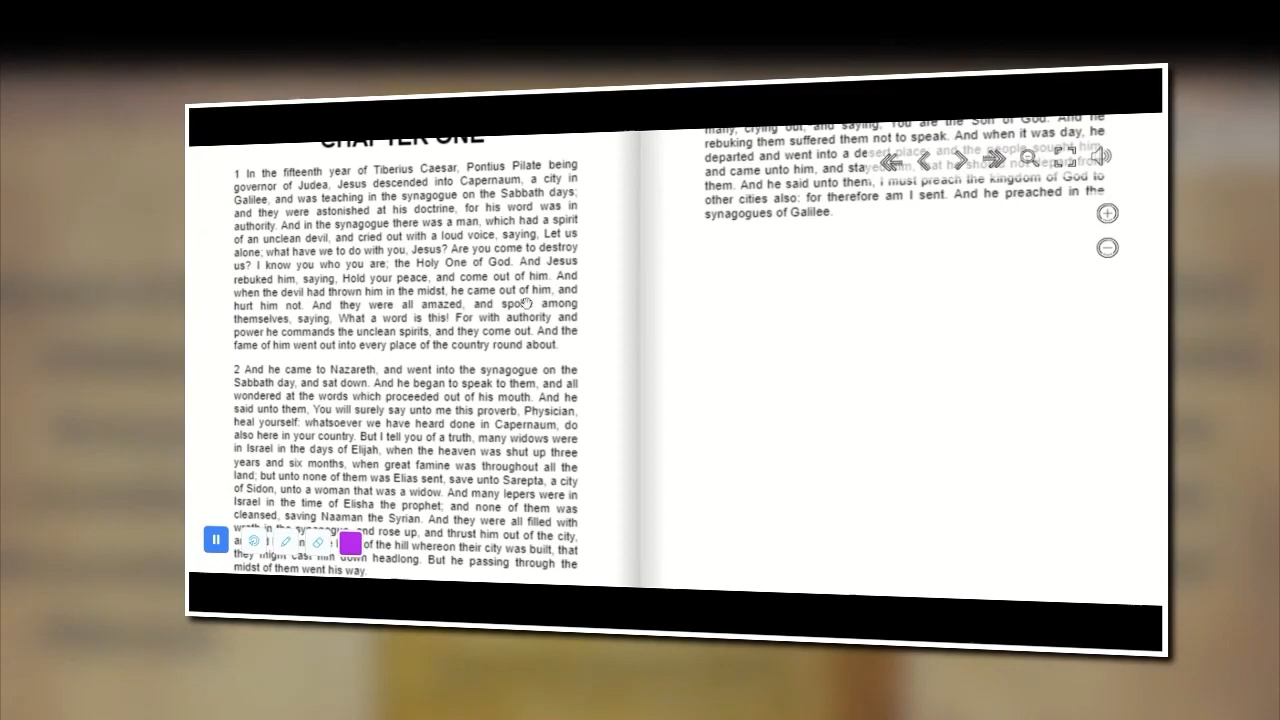 CHAPTER ONE
1 In the fifteenth year of Tiberius Caesar, Pontius Pilate being
governor of Judea, Jesus descended into Capernaum, a city in
Galilee, and was teaching in the synagogue on the Sabbath days;
and they were astonished at his doctrine, for his word was in
authority. And in the synagogue there was a man, which had a spirit
of an unclean devil, and cried out with a loud voice, saying, Let us
alone; what have we to do with you, Jesus? Are you come to destroy
us? I know you who you are; the Holy One of God. And Jesus
rebuked him, saying, Hold your peace, and come out of him. And
when the devil had thrown him in the midst, he came out of him, and
hurt him not. And they were all amazed, and spoke among
themselves, saying, What a word is this! For with authority and
power he commands the unclean spirits, and they come out. And the
fame of him went out into every place of the country round about.
2 And he came to Nazareth, and went into the synagogue on the
Sabbath day, and sat down. And he began to speak to them, and all
wondered at the words which proceeded out of his mouth. And he
said unto them, You will surely say unto me this proverb, Physician,
heal yourself: whatsoever we have heard done in Capernaum, do
also here in your country. But I tell you of a truth, many widows were
in Israel in the days of Elijah, when the heaven was shut up three
years and six months, when great famine was throughout all the
land; but unto none of them was Elias sent, save unto Sarepta, a city
of Sidon, unto a woman that was a widow. And many lepers were in
Israel in the time of Elisha the prophet; and none of them was
cleansed, saving Naaman the Syrian. And they were all filled with
wrath in the synagogue, and rose up, and thrust him out of the city,
of the hill whereon their city was built, that
they might cast him down headlong. But he passing through the
midst of them went his way.
many, crying out, and saying, You are the Son of God. And he
rebuking them suffered them not to speak. And when it was day, he
departed and went into a desert place, and the people sought him,
and came unto him, and stayed him, that he should not depart from
them. And he said unto them, I must preach the kingdom of God to
other cities also: for therefore am I sent. And he preached in the
synagogues of Galilee.